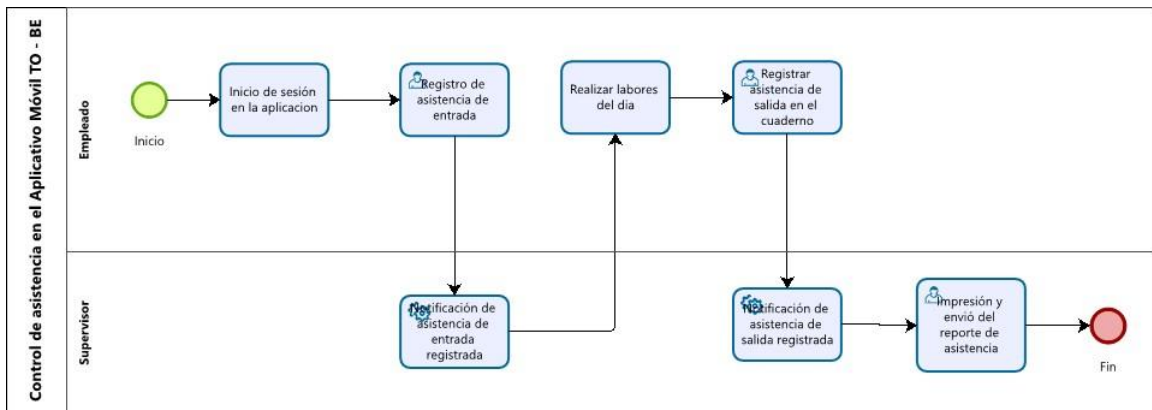 Control de asistencia en el Aplicativo Móvil TO - BE
Empleado
Inicio
Inicio de sesión
en la aplicacion
Registro de
asistencia de
entrada
Realizar labores
del dia
Registrar
asistencia de
salida en el
cuaderno
Supervisor
Notificación de
asistencia de
entrada
registrada
Notificación de
asistencia de
salida registrada
Impresión y
envió del
reporte de
asistencia
Fin